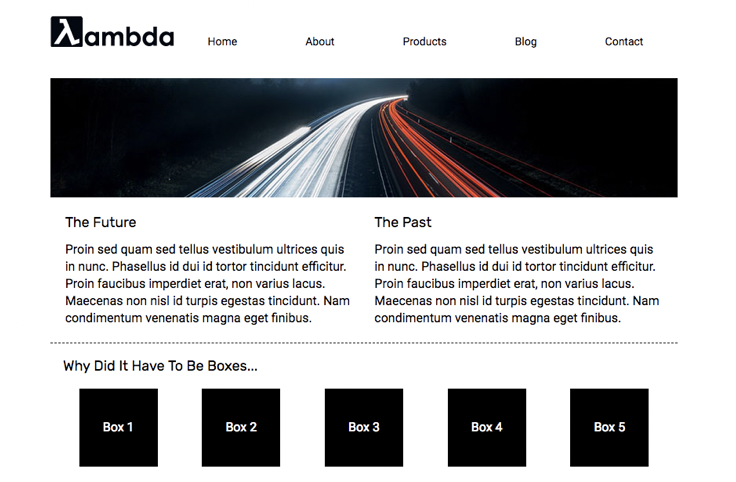 λambda
Home About Products Blog Contact
The Future
Proin sed quam sed tellus vestibulum ultrices quis
in nunc. Phasellus id dui id tortor tincidunt efficitur.
Proin faucibus imperdiet erat, non varius lacus.
Maecenas non nisl id turpis egestas tincidunt. Nam
condimentum venenatis magna eget finibus.
The Past
Proin sed quam sed tellus vestibulum ultrices quis
in nunc. Phasellus id dui id tortor tincidunt efficitur.
Proin faucibus imperdiet erat, non varius lacus.
Maecenas non nisl id turpis egestas tincidunt. Nam
condimentum venenatis magna eget finibus.
Why Did It Have To Be Boxes...
Box 1 Box 2 Box 3 Box 4 Box 5